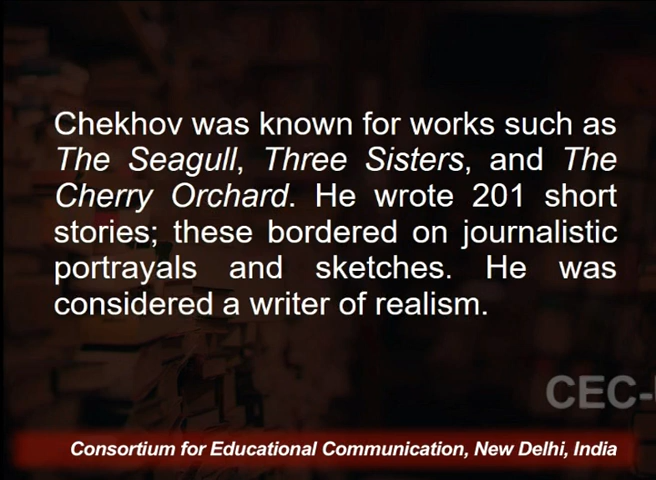 Chekhov was known for works such as
The Seagull, Three Sisters, and The
Cherry Orchard. He wrote 201 short
stories; these bordered on journalistic
portrayals and sketches. He was
considered a writer of realism.
CEC-
Consortium for Educational Communication, New Delhi, India